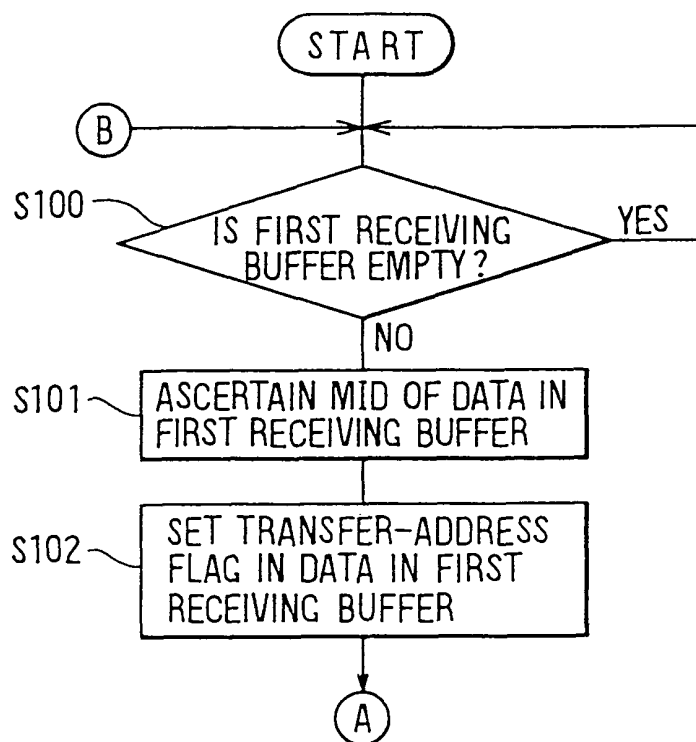 START
B
S100
IS FIRST RECEIVING
BUFFER EMPTY?
YES
NO
S101
ASCERTAIN MID OF DATA IN
FIRST RECEIVING BUFFER
S102
SET TRANSFER-ADDRESS
FLAG IN DATA IN FIRST
RECEIVING BUFFER
A